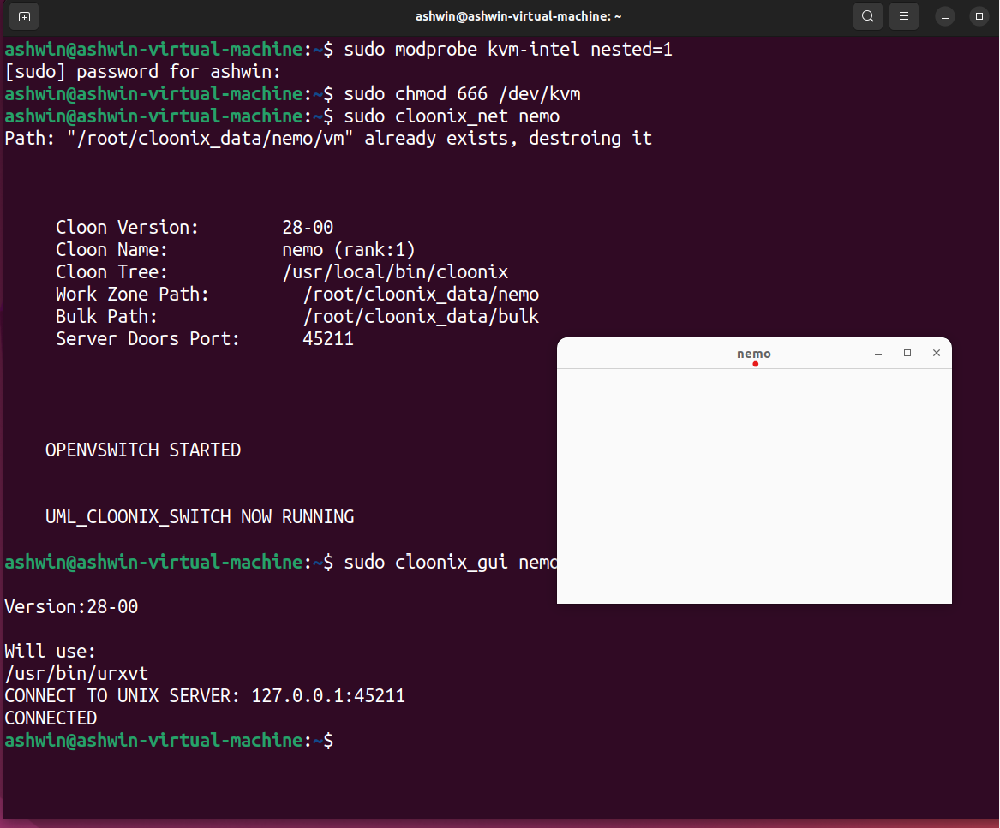 ashwin@ashwin-virtual-machine: ~
ashwin@ashwin-virtual-machine:~$ sudo modprobe kvm-intel nested=1
[sudo] password for ashwin:
ashwin@ashwin-virtual-machine:~$ sudo chmod 666 /dev/kvm
ashwin@ashwin-virtual-machine:~$ sudo cloonix_net nemo
Path: "/root/cloonix_data/nemo/vm" already exists, destroing it
Cloon Version: 28-00
Cloon Name: nemo (rank:1)
Cloon Tree: /usr/local/bin/cloonix
Work Zone Path: /root/cloonix_data/nemo
Bulk Path: /root/cloonix_data/bulk
Server Doors Port: 45211
nemo
OPENVSWITCH STARTED
UML_CLOONIX_SWITCH NOW RUNNING
ashwin@ashwin-virtual-machine:~$ sudo cloonix_gui nemo
Version:28-00
Will use:
/usr/bin/urxvt
CONNECT TO UNIX SERVER: 127.0.0.1:45211
CONNECTED
ashwin@ashwin-virtual-machine:~$